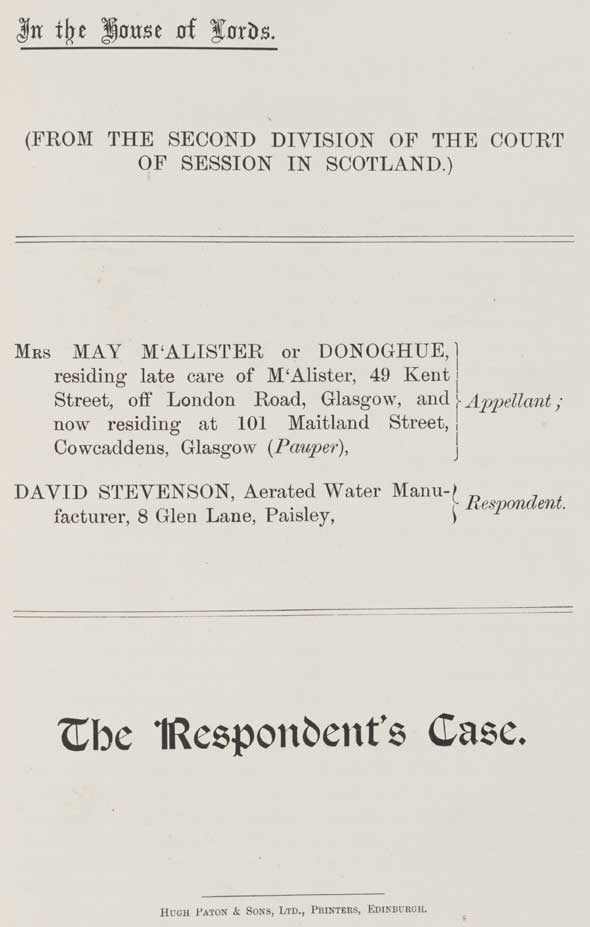 In the House of Lords.
(FROM THE SECOND DIVISION OF THE COURT
OF SESSION IN SCOTLAND.)
MRS MAY M‘ALISTER or DONOGHUE,
residing late care of M‘Alister, 49 Kent
Street, off London Road, Glasgow, and
now residing at 101 Maitland Street,
Cowcaddens, Glasgow (Pauper),
Appellant;
DAVID STEVENSON, Aerated Water Manu-
facturer, 8 Glen Lane, Paisley,
Respondent.
The Respondent's Case.
HUGH PATON & SONS, LTD., PRINTERS, EDINBURGH.